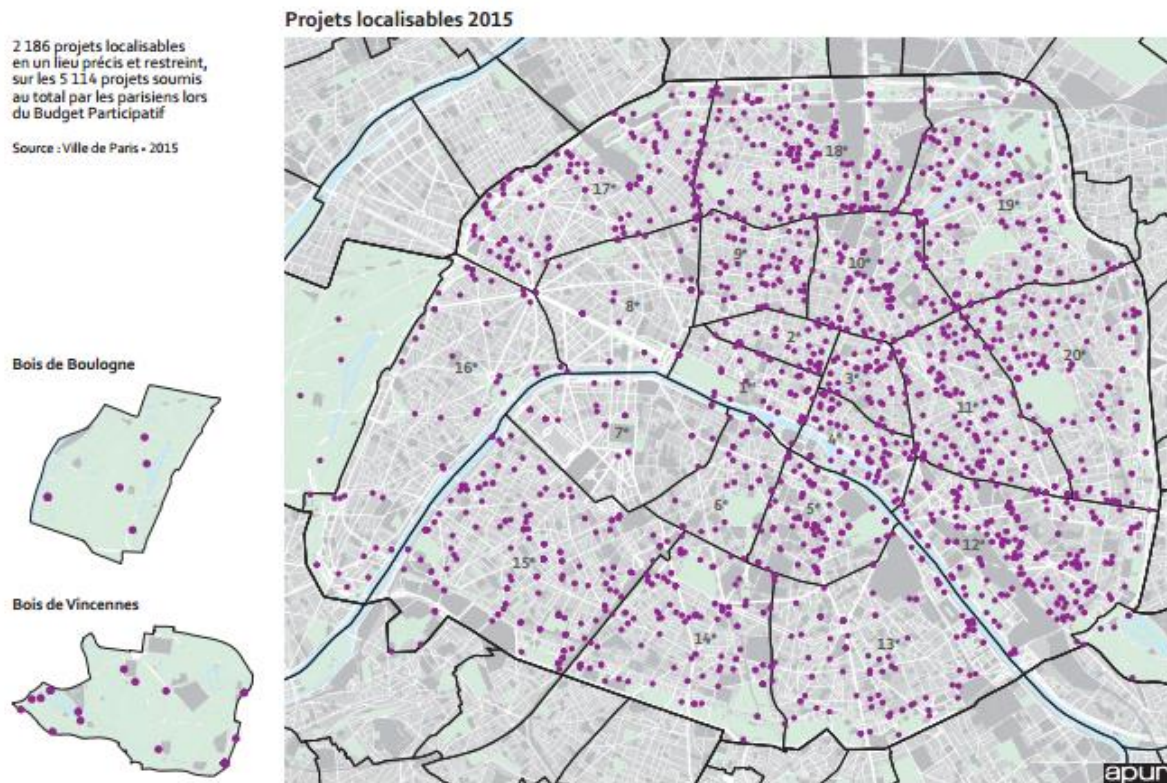 Projets localisables 2015
2 186 projets localisables
en un lieu précis et restreint,
sur les 5 114 projets soumis
au total par les parisiens lors
du Budget Participatif
Source : Ville de Paris • 2015
Bois de Boulogne
Bois de Vincennes
18e
17e
19e
9e
10e
8e
2e
20e
16e
1er
3e
11e
7e
4e
6e
5e
12e
15e
14e
13e
apur